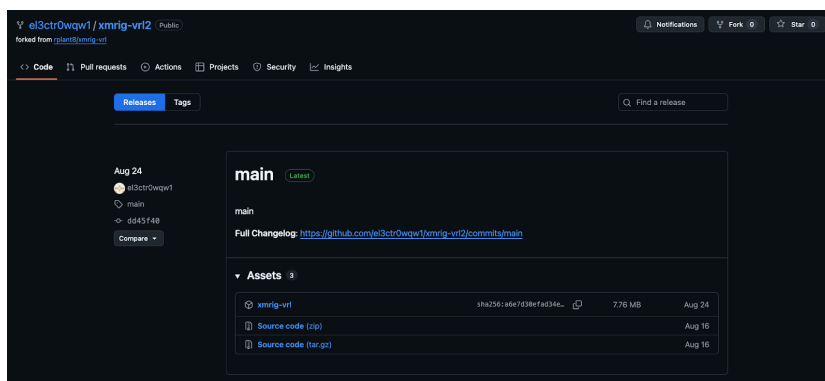 el3ctr0wqw1 / xmrig-vrl2 Public
Notifications Fork 0 Star 0
forked from rplant8/xmrig-vrl
Code Pull requests Actions Projects Security Insights
Releases Tags
Find a release
Aug 24
el3ctr0wqw1
main
dd45f40
Compare
main Latest
main
Full Changelog: https://github.com/el3ctr0wqw1/xmrig-vrl2/commits/main
Assets 3
xmrig-vrl sha256:a6e7d30efad34e… 7.76 MB Aug 24
Source code (zip) Aug 16
Source code (tar.gz) Aug 16